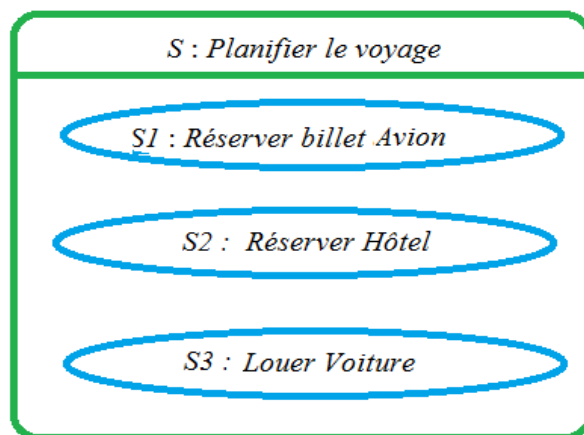 S : Planifier le voyage
S1 : Réserver billet Avion
S2 : Réserver Hôtel
S3 : Louer Voiture